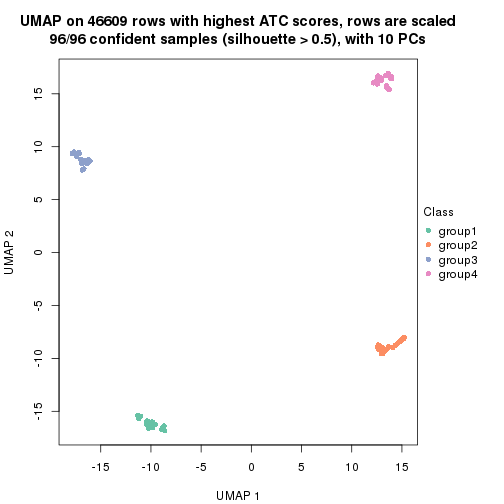 UMAP on 46609 rows with highest ATC scores, rows are scaled
96/96 confident samples (silhouette > 0.5), with 10 PCs
15
10
5
0
-5
-10
-15
UMAP 2
-15
-10
-5
0
5
10
15
UMAP 1
Class
group1
group2
group3
group4